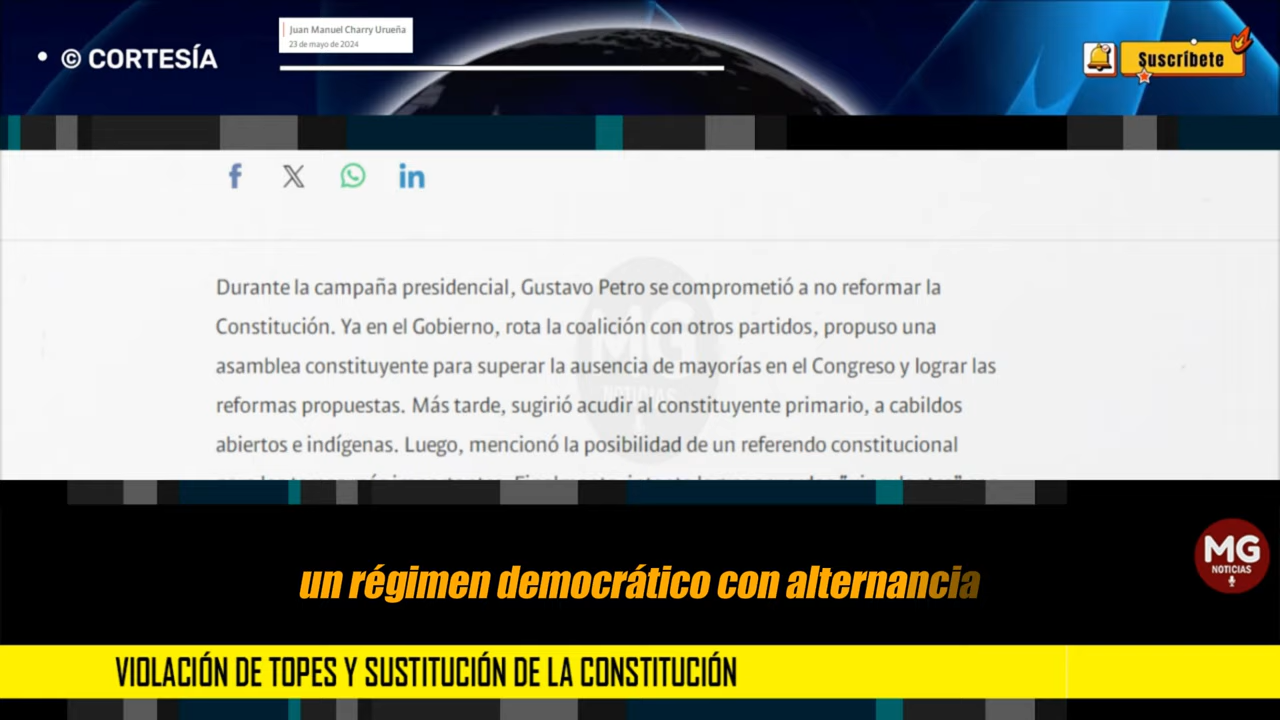 Juan Manuel Charry Urueña
23 de mayo de 2024
© CORTESÍA
Suscríbete
Durante la campaña presidencial, Gustavo Petro se comprometió a no reformar la
Constitución. Ya en el Gobierno, rota la coalición con otros partidos, propuso una
asamblea constituyente para superar la ausencia de mayorías en el Congreso y lograr las
reformas propuestas. Más tarde, sugirió acudir al constituyente primario, a cabildos
abiertos e indígenas. Luego, mencionó la posibilidad de un referendo constitucional
MG
NOTICIAS
un régimen democrático con alternancia
MG
NOTICIAS
VIOLACIÓN DE TOPES Y SUSTITUCIÓN DE LA CONSTITUCIÓN